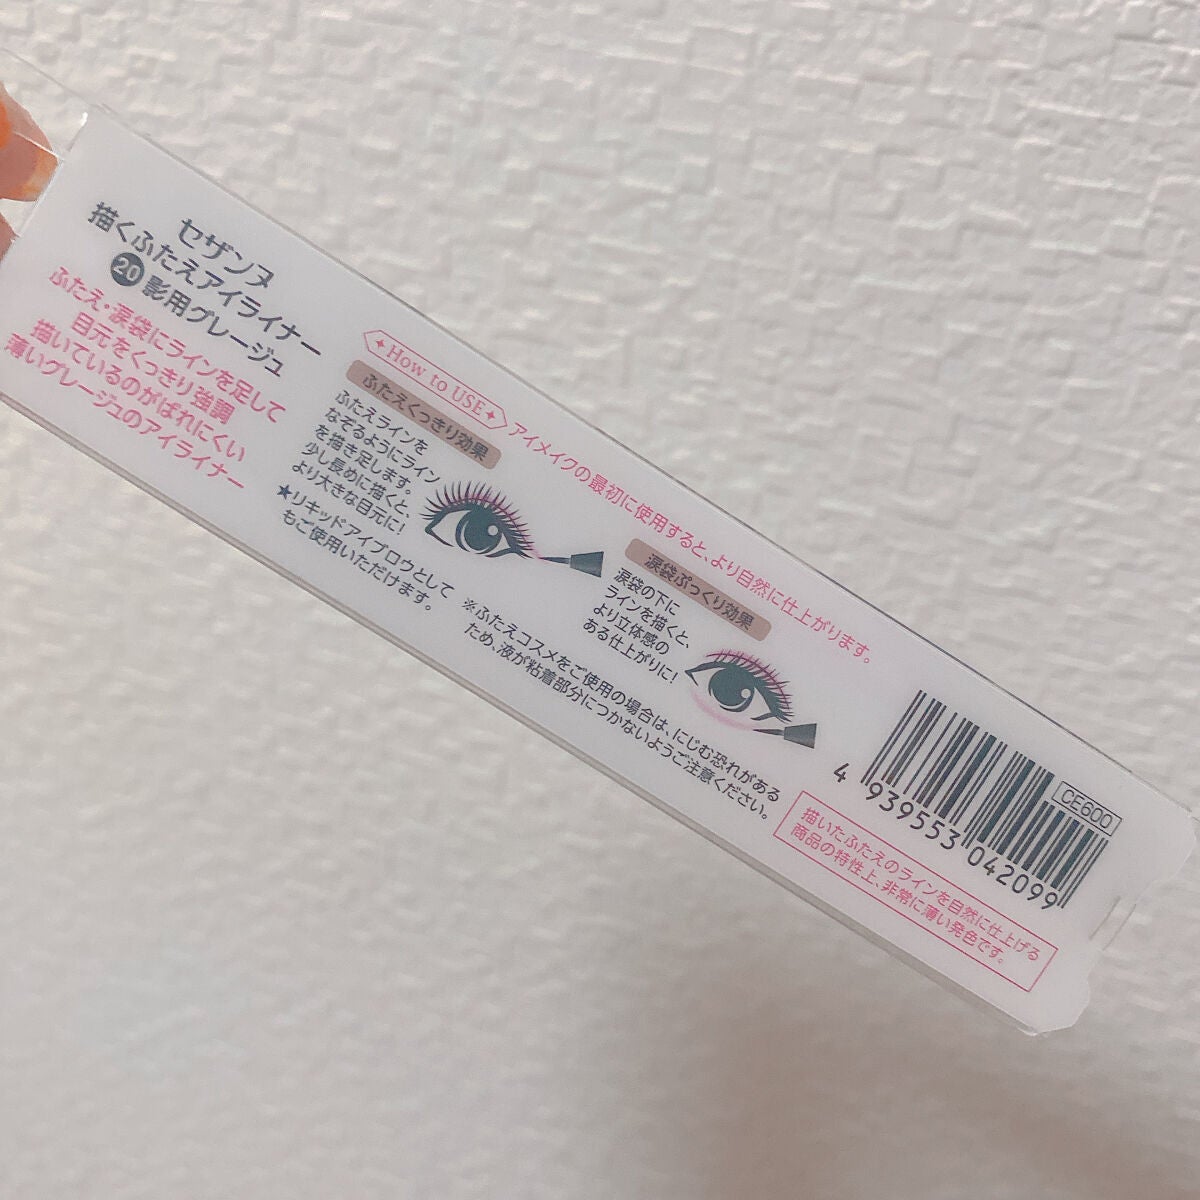 セザンヌ
描くふたえアイライナー
20 影用グレージュ
ふたえ・涙袋にラインを足して
目元をくっきり強調
描いているのがばれにくい
薄いグレージュのアイライナー
How to USE
アイメイクの最初に使用すると、より自然に仕上がります。
ふたえくっきり効果
ふたえラインを
なぞるようにライン
を描き足します。
少し長めに描くと、
より大きな目元に!
★リキッドアイブロウとして
もご使用いただけます。
涙袋ぷっくり効果
涙袋の下に
ラインを描くと、
より立体感の
ある仕上がりに!
※ふたえコスメをご使用の場合は、にじむ恐れがある
ため、液が粘着部分につかないようご注意ください。
CE600
4 939553 042099
描いたふたえのラインを自然に仕上げる
商品の特性上、非常に薄い発色です。